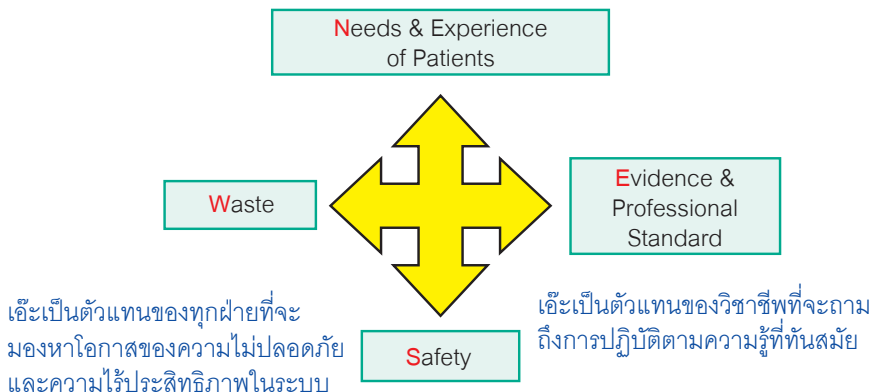 Needs & Experience
of Patients
Waste
Evidence &
Professional
Standard
เอ๊ะเป็นตัวแทนของทุกฝ่ายที่จะ
มองหาโอกาสของความไม่ปลอดภัย
และความไร้ประสิทธิภาพในระบบ
Safety
เอ๊ะเป็นตัวแทนของวิชาชีพที่จะถาม
ถึงการปฏิบัติตามความรู้ที่ทันสมัย